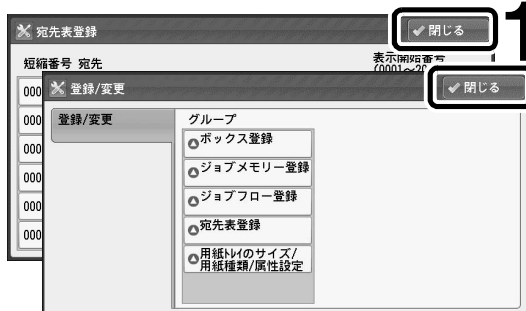 宛先表登録
閉じる
1
短縮番号 宛先
表示開始番号
登録/変更
閉じる
000
000
000
000
000
000
登録/変更
グループ
ボックス登録
ジョブメモリー登録
ジョブフロー登録
宛先表登録
用紙トレイのサイズ/
用紙種類/属性設定